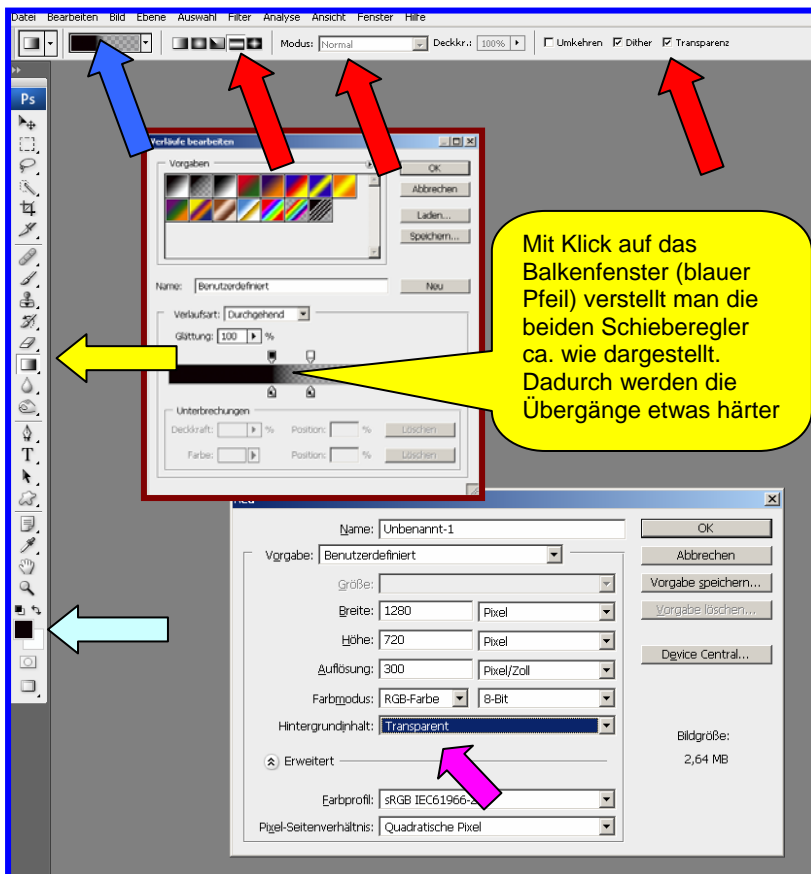 Datei Bearbeiten Bild Ebene Auswahl Filter Analyse Ansicht Fenster Hilfe
Modus: Normal Deckkr.: 100% Umkehren Dither Transparenz
Ps
Verläufe bearbeiten
Vorgaben
OK
Abbrechen
Laden...
Speichern...
Name: Benutzerdefiniert Neu
Verlaufsart: Durchgehend
Glättung: 100 %
Unterbrechungen
Deckkraft: % Position: % Löschen
Farbe: Position: % Löschen
Mit Klick auf das
Balkenfenster (blauer
Pfeil) verstellt man die
beiden Schieberegler
ca. wie dargestellt.
Dadurch werden die
Übergänge etwas härter
Name: Unbenannt-1 OK
Vorgabe: Benutzerdefiniert Abbrechen
Größe: Vorgabe speichern...
Breite: 1280 Pixel Vorgabe löschen...
Höhe: 720 Pixel
Auflösung: 300 Pixel/Zoll Device Central...
Farbmodus: RGB-Farbe 8-Bit
Hintergrundinhalt: Transparent
Bildgröße:
2,64 MB
Erweitert
Farbprofil: sRGB IEC61966-2
Pixel-Seitenverhältnis: Quadratische Pixel